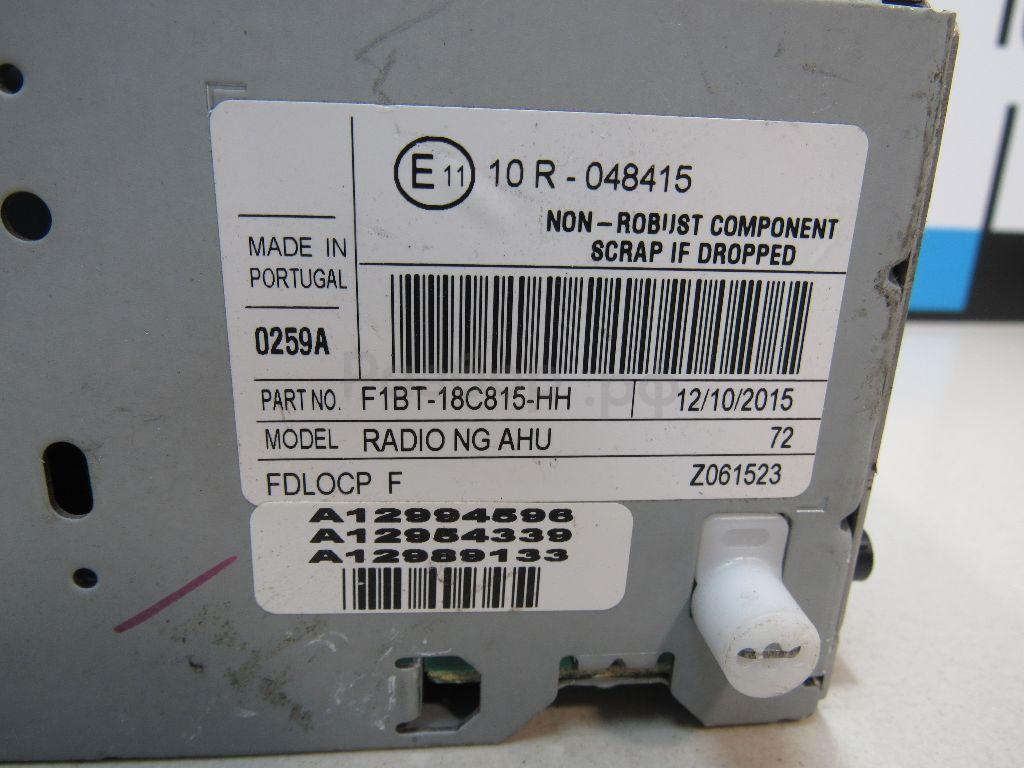 E 11 10 R - 048415
NON-ROBUST COMPONENT
SCRAP IF DROPPED
MADE IN
PORTUGAL
0259A
PART NO. F1BT-18C815-HH 12/10/2015
MODEL RADIO NG AHU 72
FDLOCP F Z061523
A12994596
A12954339
A12989133